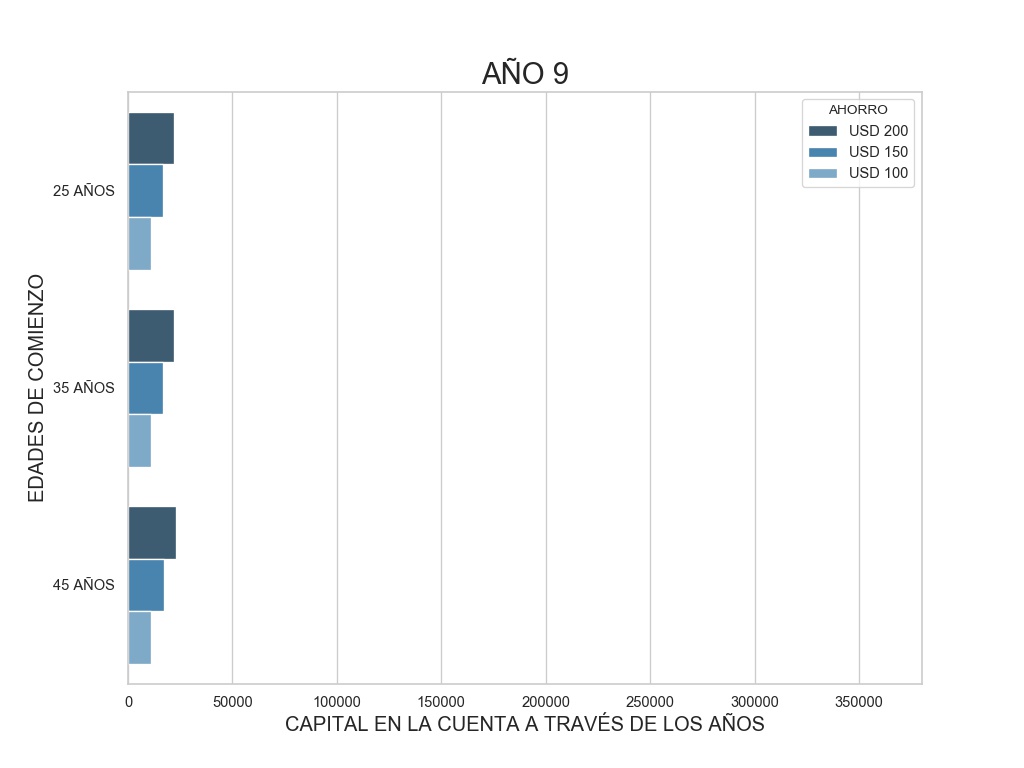 AÑO 9
AHORRO
USD 200
USD 150
USD 100
25 AÑOS
35 AÑOS
45 AÑOS
EDADES DE COMIENZO
0 50000 100000 150000 200000 250000 300000 350000
CAPITAL EN LA CUENTA A TRAVÉS DE LOS AÑOS